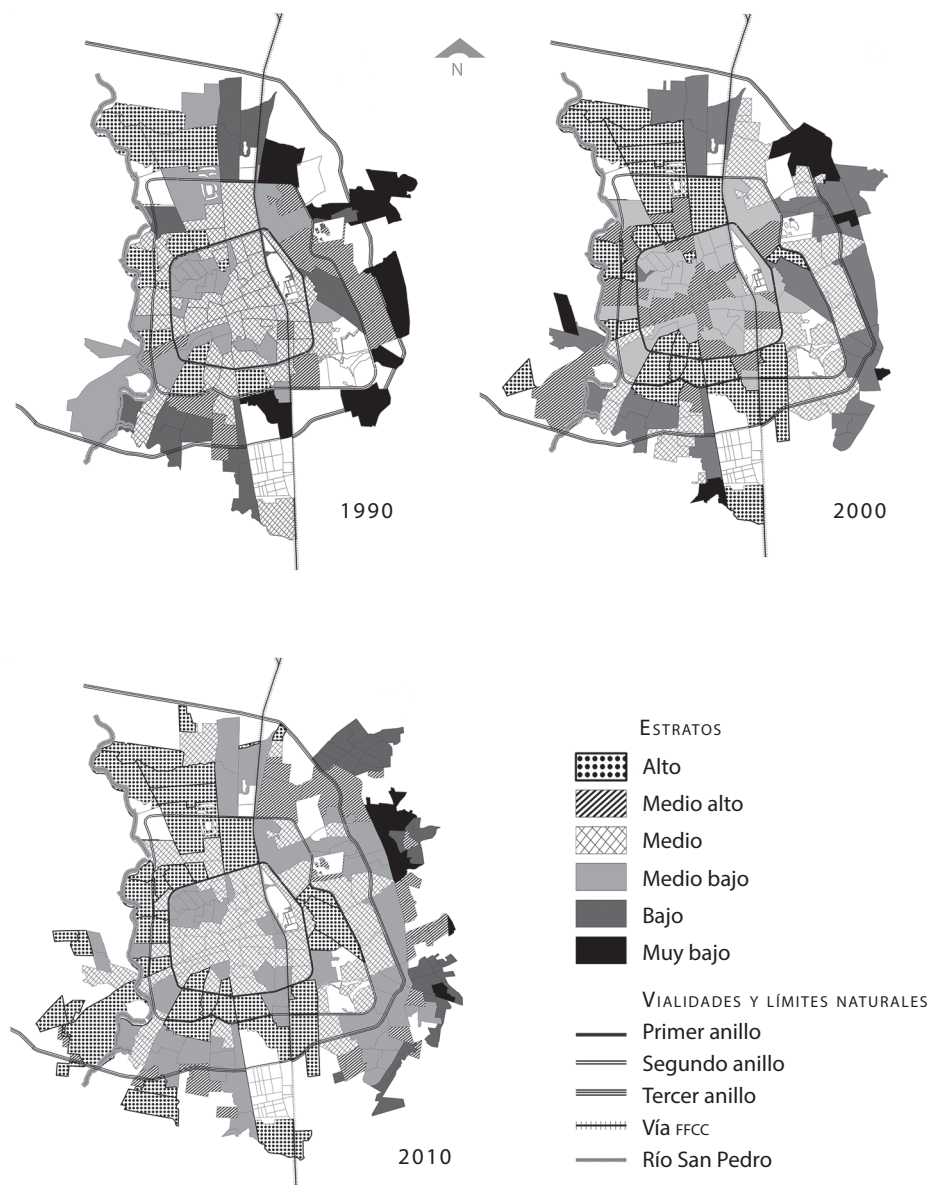 N
1990
2000
2010
ESTRATOS
Alto
Medio alto
Medio
Medio bajo
Bajo
Muy bajo
VIALIDADES Y LÍMITES NATURALES
Primer anillo
Segundo anillo
Tercer anillo
Vía FFCC
Río San Pedro